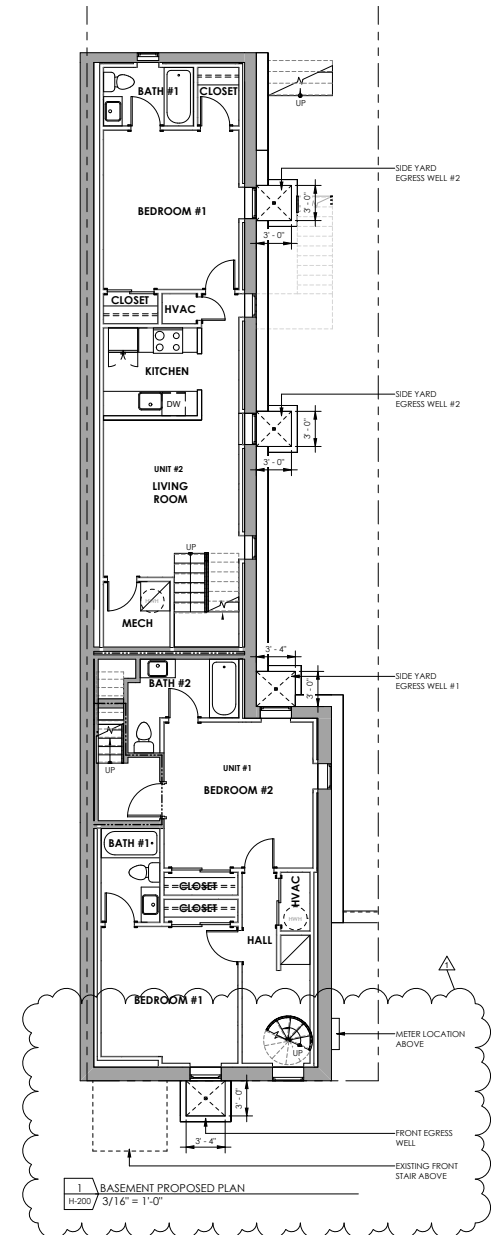 BATH #1
CLOSET
UP
BEDROOM #1
SIDE YARD
EGRESS WELL #2
3' - 0"
3' - 0"
CLOSET
HVAC
KITCHEN
DW
SIDE YARD
EGRESS WELL #2
3' - 0"
3' - 0"
UNIT #2
LIVING
ROOM
UP
HWH
MECH
3' - 4"
3' - 0"
SIDE YARD
EGRESS WELL #1
BATH #2
UP
UNIT #1
BEDROOM #2
BATH #1
CLOSET
CLOSET
HVAC
HWH
HALL
BEDROOM #1
1
UP
METER LOCATION
ABOVE
3' - 0"
3' - 4"
FRONT EGRESS
WELL
EXISTING FRONT
STAIR ABOVE
1 BASEMENT PROPOSED PLAN
H-200 3/16" = 1'-0"